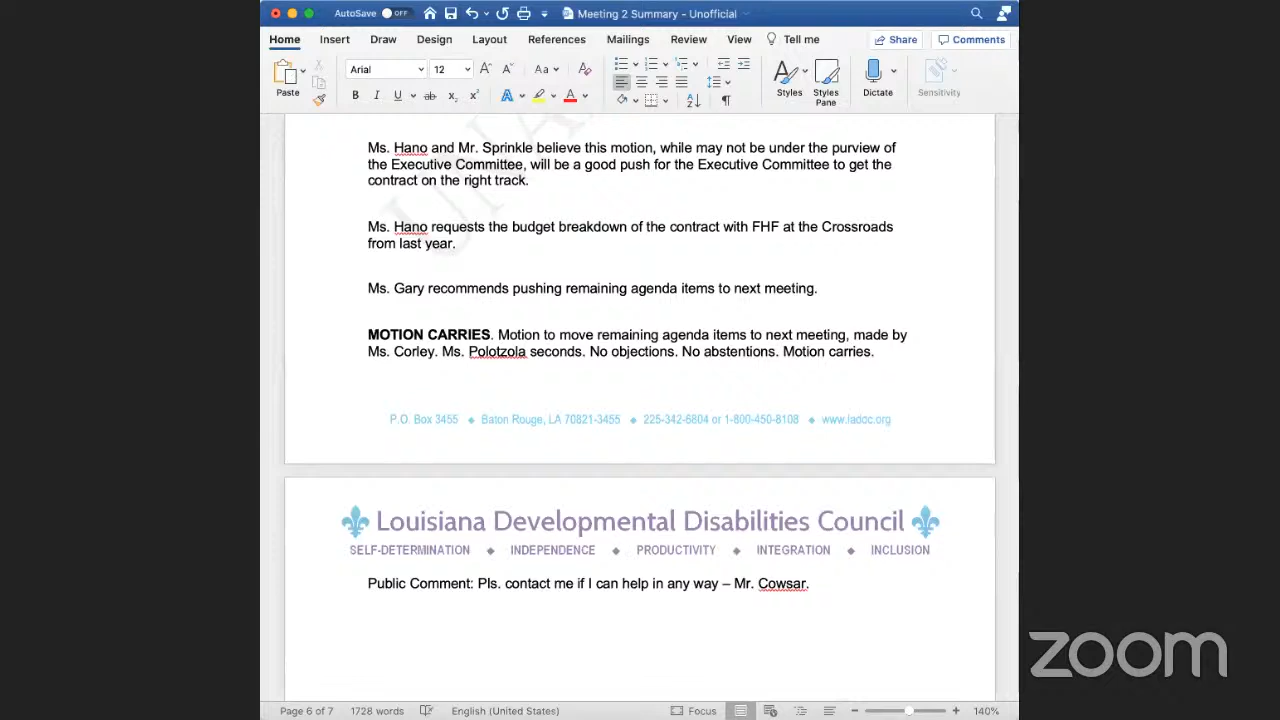 AutoSave OFF Meeting 2 Summary - Unofficial
Home Insert Draw Design Layout References Mailings Review View Tell me Share Comments
Paste Arial 12 Aa Styles Styles Pane Dictate Sensitivity
Ms. Hano and Mr. Sprinkle believe this motion, while may not be under the purview of
the Executive Committee, will be a good push for the Executive Committee to get the
contract on the right track.
Ms. Hano requests the budget breakdown of the contract with FHF at the Crossroads
from last year.
Ms. Gary recommends pushing remaining agenda items to next meeting.
MOTION CARRIES. Motion to move remaining agenda items to next meeting, made by
Ms. Corley. Ms. Polotzola seconds. No objections. No abstentions. Motion carries.
P.O. Box 3455 ◆ Baton Rouge, LA 70821-3455 ◆ 225-342-6804 or 1-800-450-8108 ◆ www.laddc.org
Louisiana Developmental Disabilities Council
SELF-DETERMINATION ◆ INDEPENDENCE ◆ PRODUCTIVITY ◆ INTEGRATION ◆ INCLUSION
Public Comment: Pls. contact me if I can help in any way – Mr. Cowsar.
zoom
Page 6 of 7 1728 words English (United States) Focus 140%